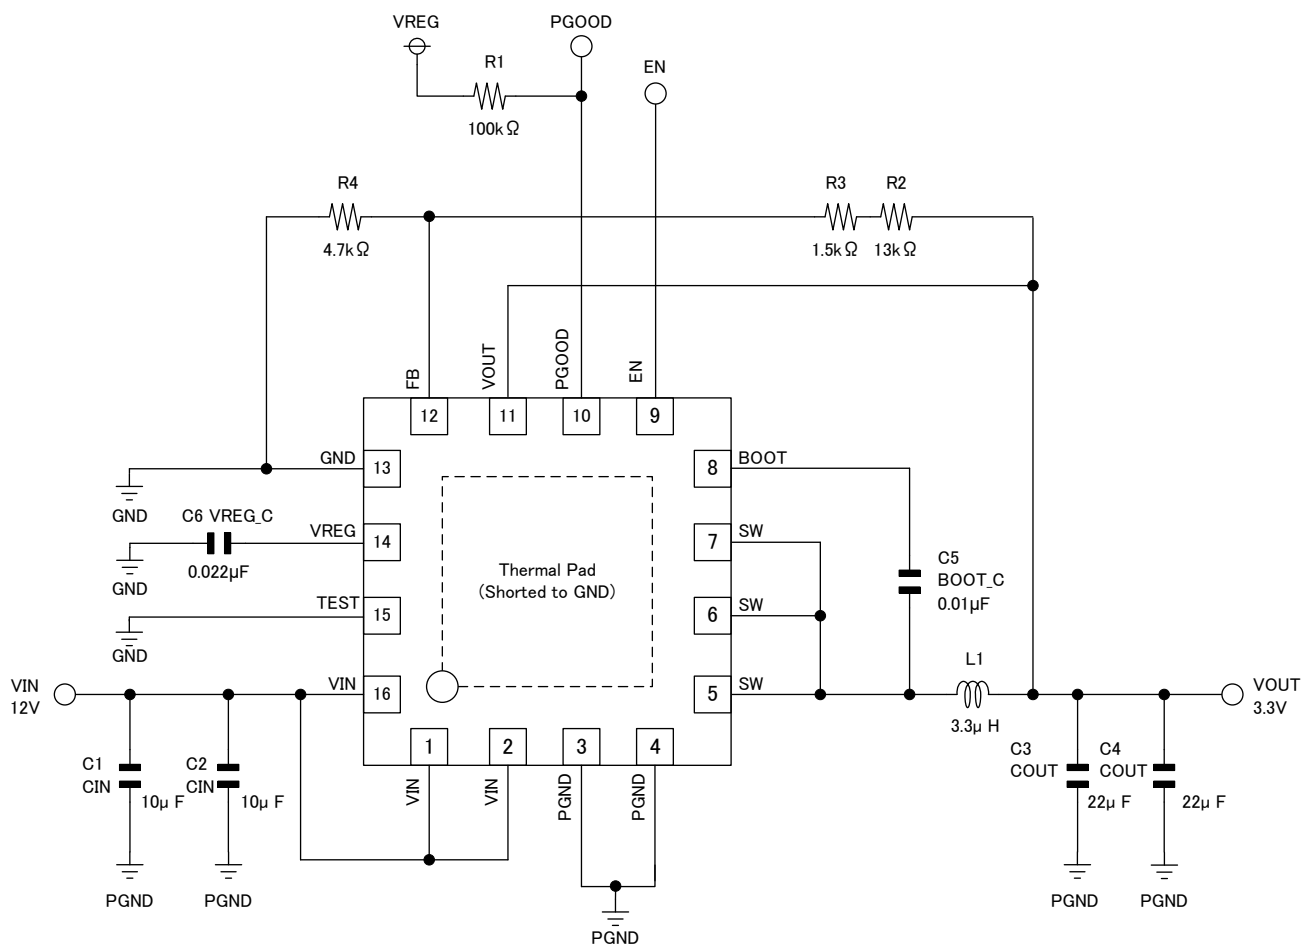 VREG
PGOOD
EN
R1
100kΩ
R4
4.7kΩ
R3
R2
1.5kΩ
13kΩ
FB
VOUT
PGOOD
EN
12
11
10
9
GND
13
8
BOOT
GND
C6 VREG_C
0.022μF
VREG
14
7
SW
GND
Thermal Pad
(Shorted to GND)
C5
BOOT_C
0.01μF
TEST
15
6
SW
GND
VIN
12V
VIN
16
5
SW
L1
3.3μ H
VOUT
3.3V
1
2
3
4
VIN
VIN
PGND
PGND
C1
CIN
10μ F
C2
CIN
10μ F
C3
COUT
22μ F
C4
COUT
22μ F
PGND
PGND
PGND
PGND
PGND